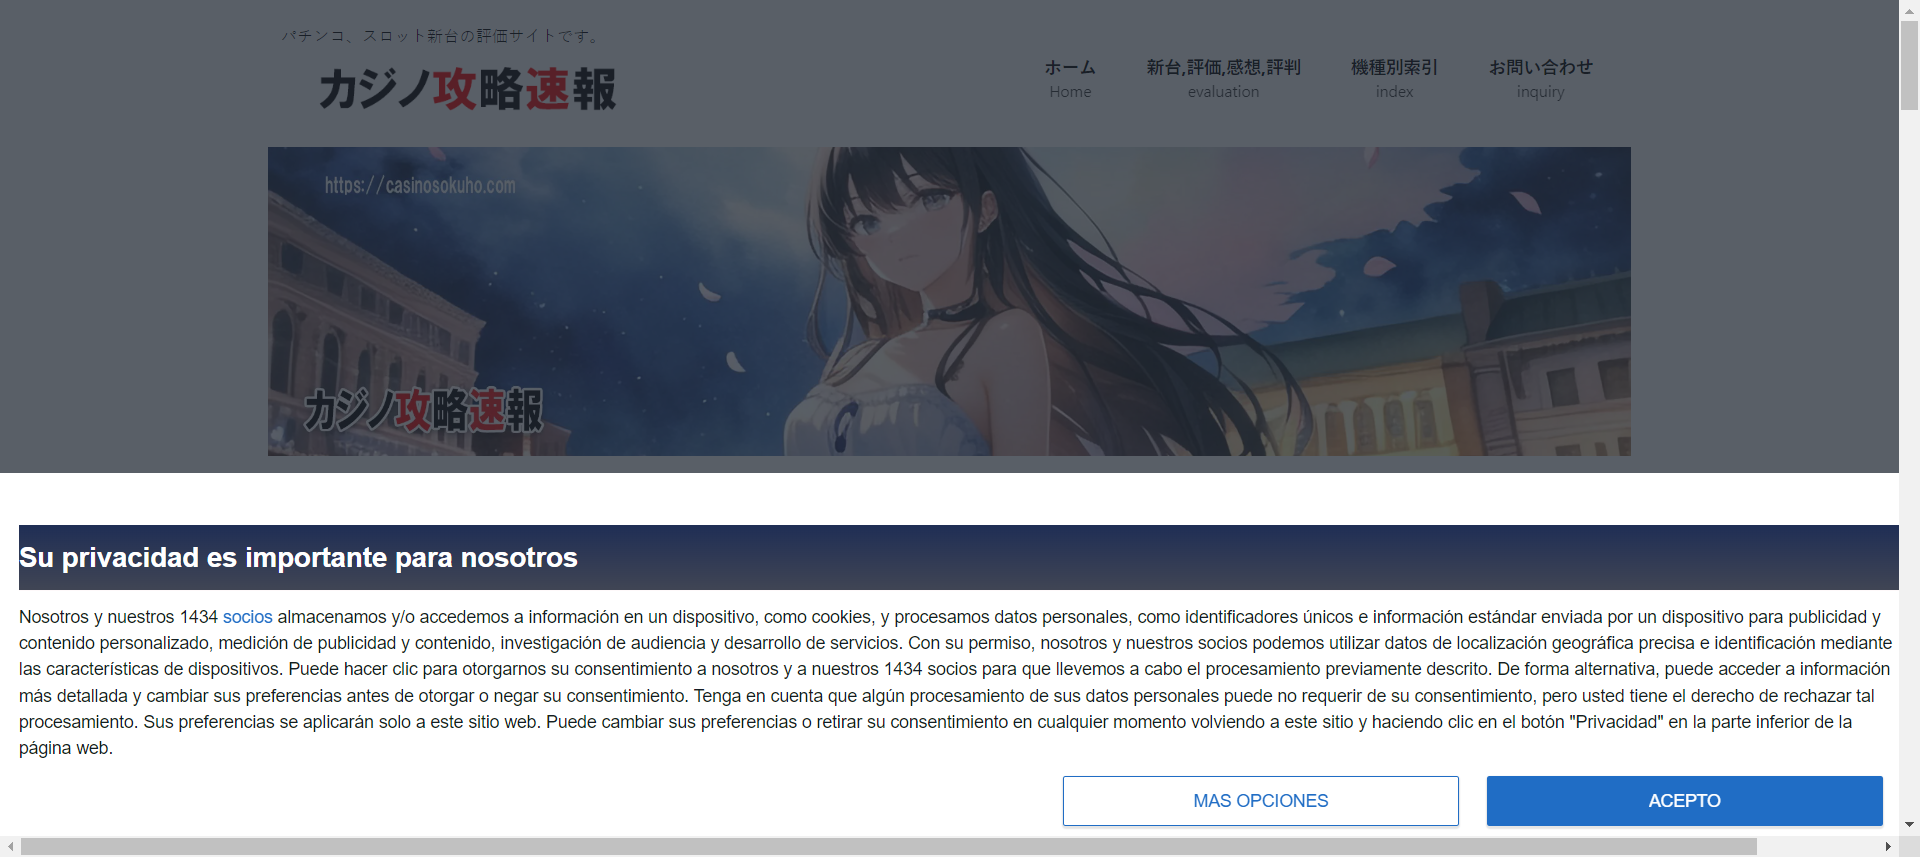 パチンコ、スロット新台の評価サイトです。
カジノ攻略速報
ホーム
Home
新台,評価,感想,評判
evaluation
機種別索引
index
お問い合わせ
inquiry
https://casinosokuho.com
カジノ攻略速報
Su privacidad es importante para nosotros
Nosotros y nuestros 1434 socios almacenamos y/o accedemos a información en un dispositivo, como cookies, y procesamos datos personales, como identificadores únicos e información estándar enviada por un dispositivo para publicidad y
contenido personalizado, medición de publicidad y contenido, investigación de audiencia y desarrollo de servicios. Con su permiso, nosotros y nuestros socios podemos utilizar datos de localización geográfica precisa e identificación mediante
las características de dispositivos. Puede hacer clic para otorgarnos su consentimiento a nosotros y a nuestros 1434 socios para que llevemos a cabo el procesamiento previamente descrito. De forma alternativa, puede acceder a información
más detallada y cambiar sus preferencias antes de otorgar o negar su consentimiento. Tenga en cuenta que algún procesamiento de sus datos personales puede no requerir de su consentimiento, pero usted tiene el derecho de rechazar tal
procesamiento. Sus preferencias se aplicarán solo a este sitio web. Puede cambiar sus preferencias o retirar su consentimiento en cualquier momento volviendo a este sitio y haciendo clic en el botón "Privacidad" en la parte inferior de la
página web.
MAS OPCIONES
ACEPTO